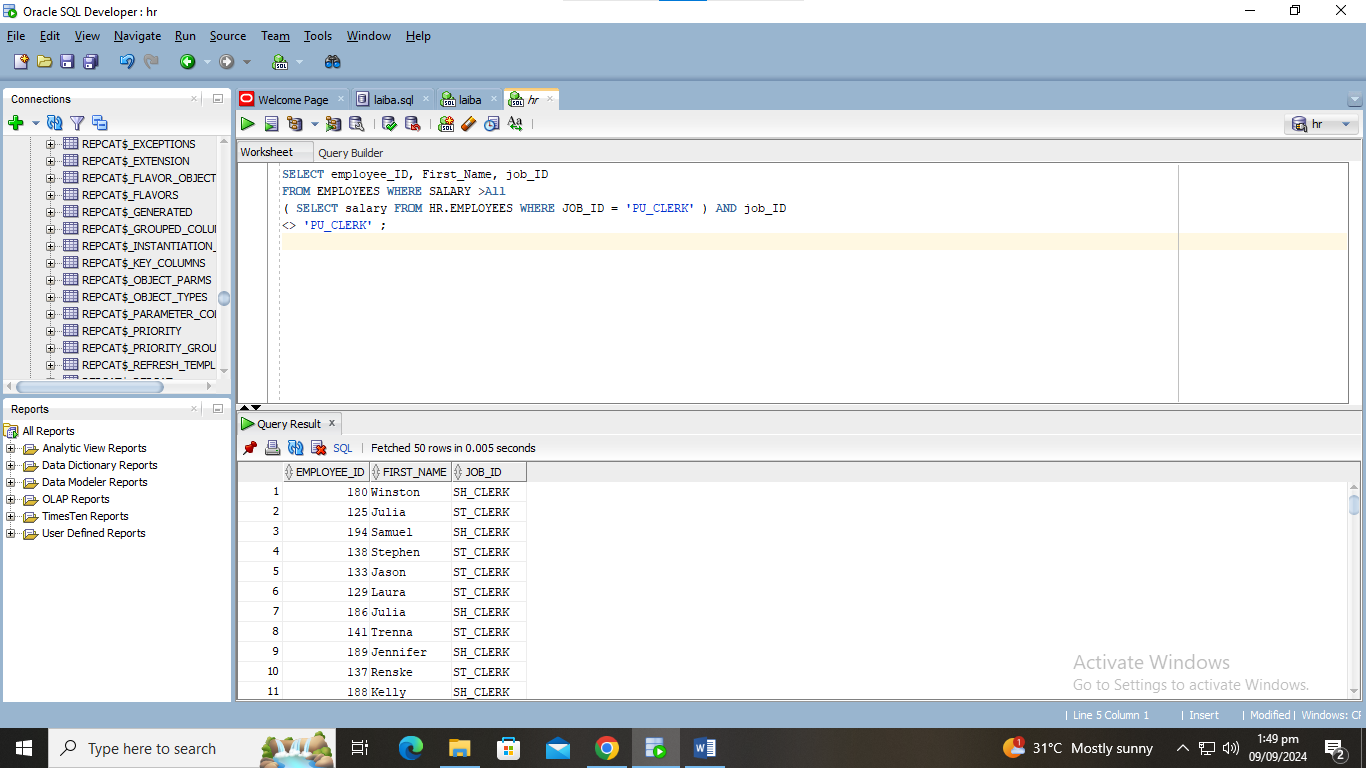 Oracle SQL Developer : hr
File Edit View Navigate Run Source Team Tools Window Help
Connections
Welcome Page laiba.sql laiba hr
hr
Worksheet Query Builder
REPCAT$_EXCEPTIONS
REPCAT$_EXTENSION
REPCAT$_FLAVOR_OBJECT
REPCAT$_FLAVORS
REPCAT$_GENERATED
REPCAT$_GROUPED_COLU
REPCAT$_INSTANTIATION_
REPCAT$_KEY_COLUMNS
REPCAT$_OBJECT_PARMS
REPCAT$_OBJECT_TYPES
REPCAT$_PARAMETER_CO
REPCAT$_PRIORITY
REPCAT$_PRIORITY_GROU
REPCAT$_REFRESH_TEMPL
SELECT employee_ID, First_Name, job_ID
FROM EMPLOYEES WHERE SALARY >All
( SELECT salary FROM HR.EMPLOYEES WHERE JOB_ID = 'PU_CLERK' ) AND job_ID
<> 'PU_CLERK' ;
Reports
All Reports
Analytic View Reports
Data Dictionary Reports
Data Modeler Reports
OLAP Reports
TimesTen Reports
User Defined Reports
Query Result
SQL | Fetched 50 rows in 0.005 seconds
EMPLOYEE_ID FIRST_NAME JOB_ID
1 180 Winston SH_CLERK
2 125 Julia ST_CLERK
3 194 Samuel SH_CLERK
4 138 Stephen ST_CLERK
5 133 Jason ST_CLERK
6 129 Laura ST_CLERK
7 186 Julia SH_CLERK
8 141 Trenna ST_CLERK
9 189 Jennifer SH_CLERK
10 137 Renske ST_CLERK
11 188 Kelly SH_CLERK
Activate Windows
Go to Settings to activate Windows.
| Line 5 Column 1 | Insert | Modified | Windows: CF
Type here to search
1
31°C Mostly sunny
1:49 pm
09/09/2024
2